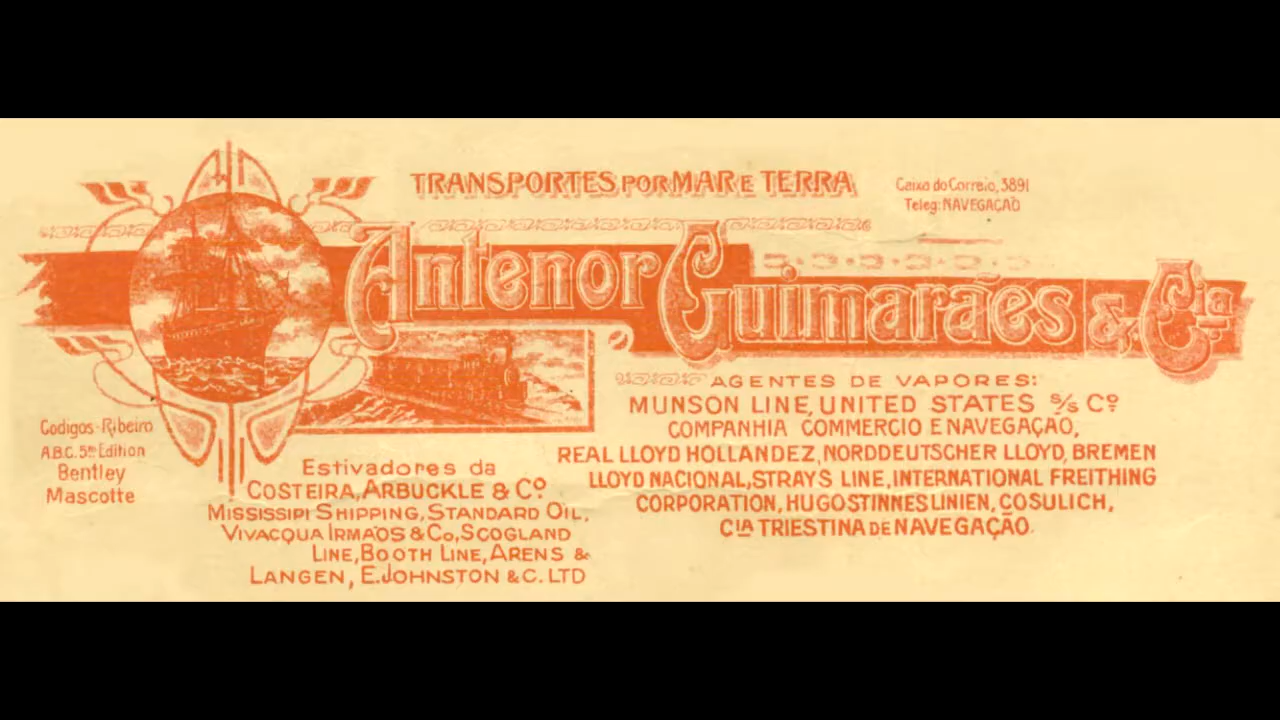 TRANSPORTES POR MAR E TERRA
Caixa do Correio, 3891
Teleg: NAVEGAÇÃO
Antenor Guimarães & Cia
AGENTES DE VAPORES:
MUNSON LINE, UNITED STATES S/S Cº
COMPANHIA COMMERCIO E NAVEGAÇAO,
REAL LLOYD HOLLANDEZ, NORDDEUTSCHER LLOYD, BREMEN
LLOYD NACIONAL, STRAYS LINE, INTERNATIONAL FREITHING
CORPORATION, HUGO STINNES LINIEN, COSULICH,
CIA TRIESTINA DE NAVEGAÇÃO.
Codigos-Ribeiro
A.B.C. 5th Edition
Bentley
Mascotte
Estivadores da
COSTEIRA, ARBUCKLE & Cº
MISSISSIPI SHIPPING, STANDARD OIL,
VIVACQUA IRMAÕS & Co, SCOGLAND
LINE, BOOTH LINE, ARENS &
LANGEN, E. JOHNSTON & C. LTD